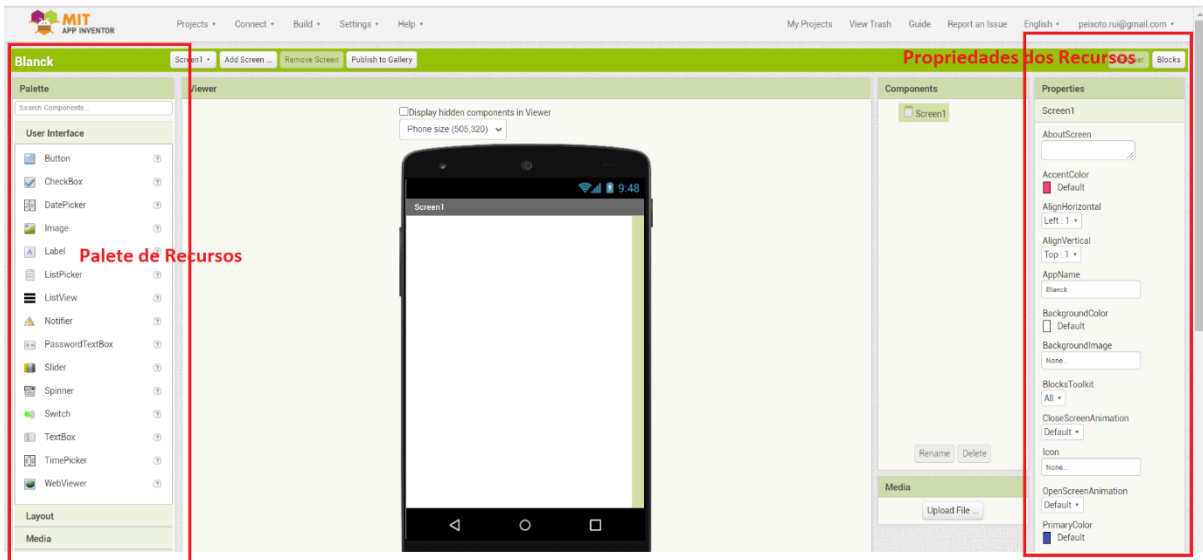 MIT
APP INVENTOR
Projects Connect Build Settings Help
My Projects View Trash Guide Report an Issue English peixoto.rui@gmail.com
Blanck
Screen1 Add Screen ... Remove Screen Publish to Gallery
Propriedades dos Recursos
Blocks
Palette
Search Components...
User Interface
Button
CheckBox
DatePicker
Image
Label
Palete de Recursos
ListPicker
ListView
Notifier
PasswordTextBox
Slider
Spinner
Switch
TextBox
TimePicker
WebViewer
Layout
Media
Viewer
Display hidden components in Viewer
Phone size (505,320)
9:48
Screen1
Components
Screen1
Rename Delete
Media
Upload File ...
Properties
Screen1
AboutScreen
AccentColor
Default
AlignHorizontal
Left : 1
AlignVertical
Top : 1
AppName
Blanck
BackgroundColor
Default
BackgroundImage
None...
BlocksToolkit
All
CloseScreenAnimation
Default
Icon
None...
OpenScreenAnimation
Default
PrimaryColor
Default